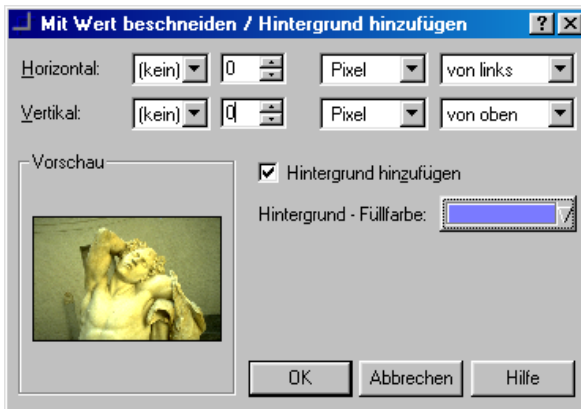 Mit Wert beschneiden / Hintergrund hinzufügen
Horizontal: (kein) 0 Pixel von links
Vertikal: (kein) 0 Pixel von oben
Vorschau
Hintergrund hinzufügen
Hintergrund - Füllfarbe:
OK Abbrechen Hilfe